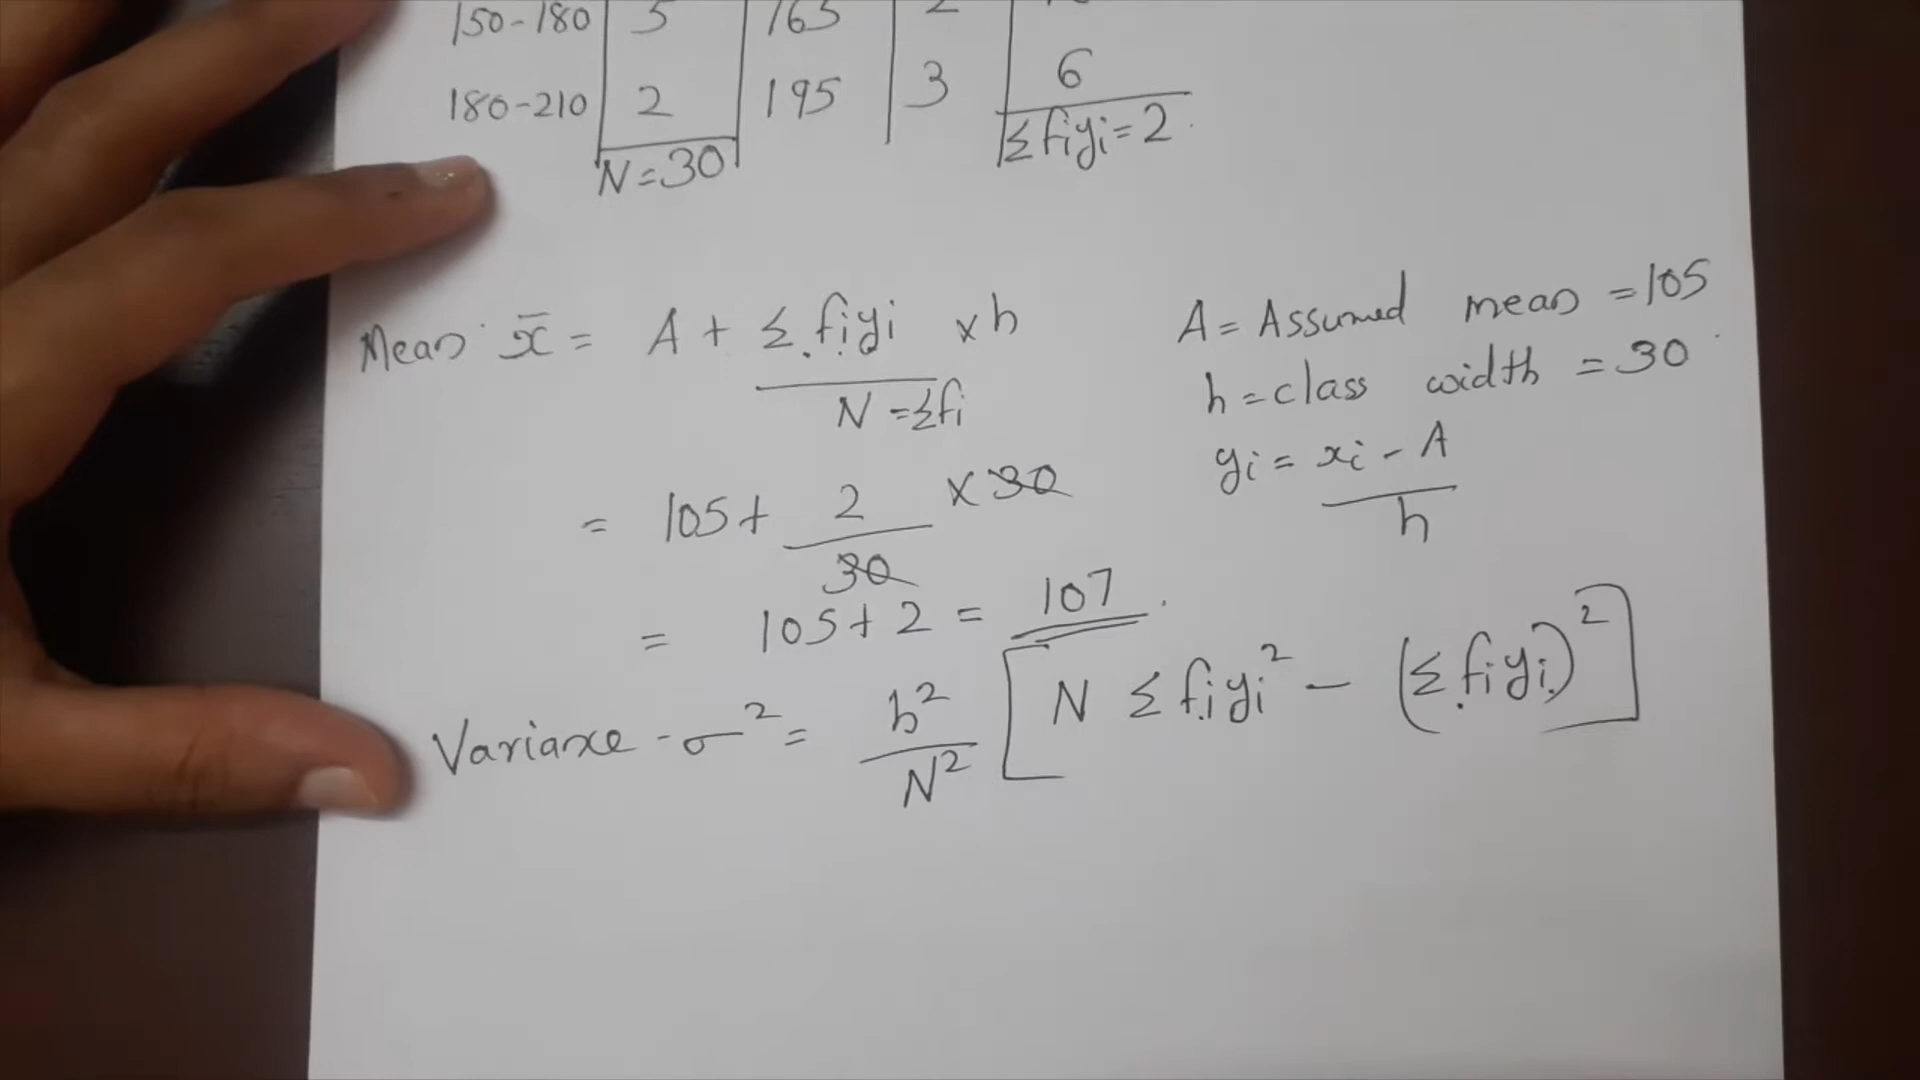 150-180 5 165 2
180-210 2 195 3 6
N=30 Σfiyi=2
Mean x̄ = A + Σfiyi × h
N=Σfi
A= Assumed mean =105
h=class width =30
yi= xi - A
h
= 105+ 2 ×30
30
= 105+2 = 107
Variance -σ² = h² [N Σfiyi² - (Σfiyi)²]
N²